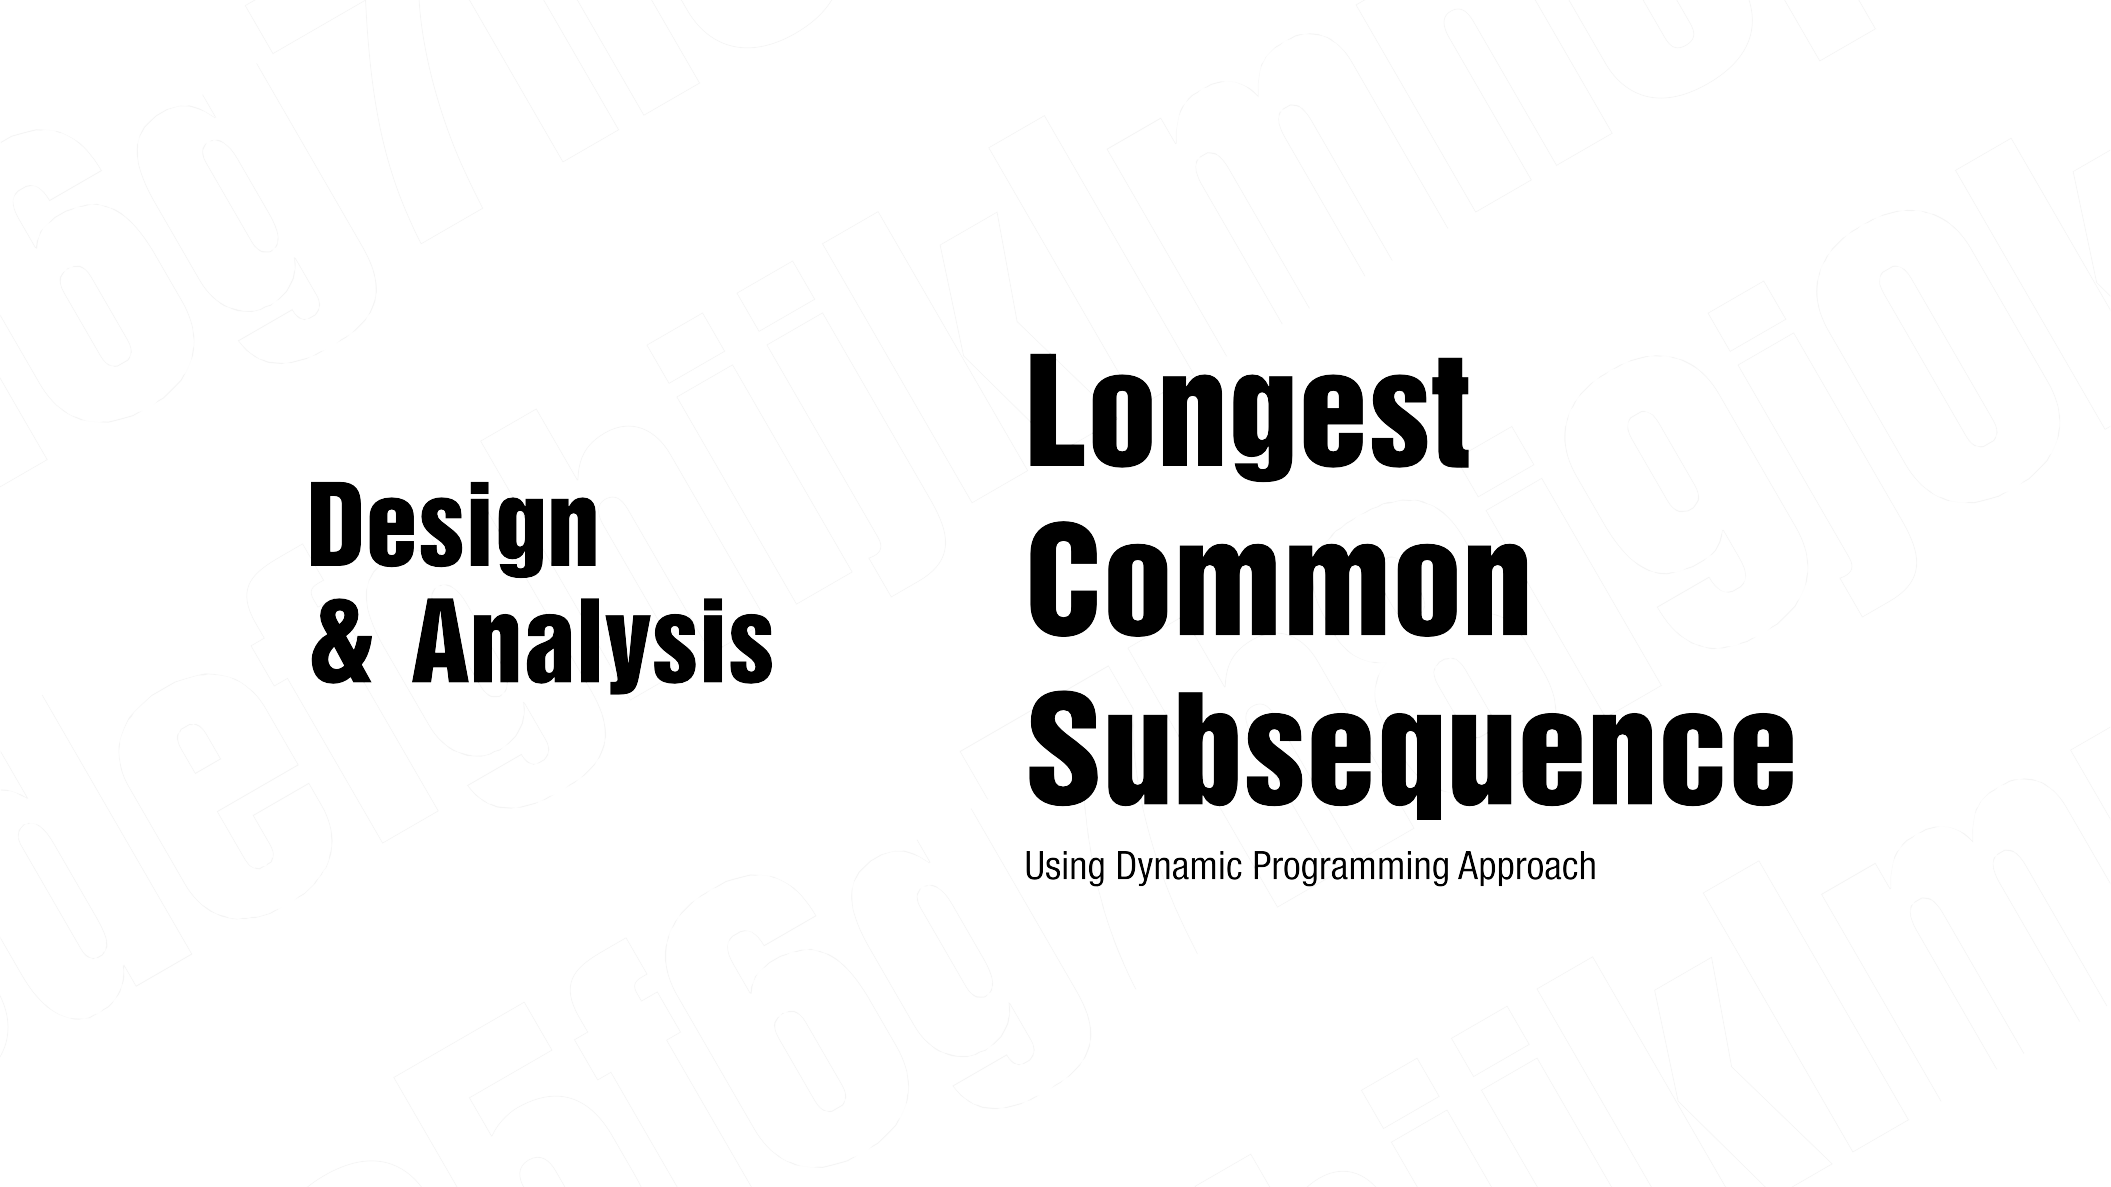 Design
& Analysis
Longest
Common
Subsequence
Using Dynamic Programming Approach